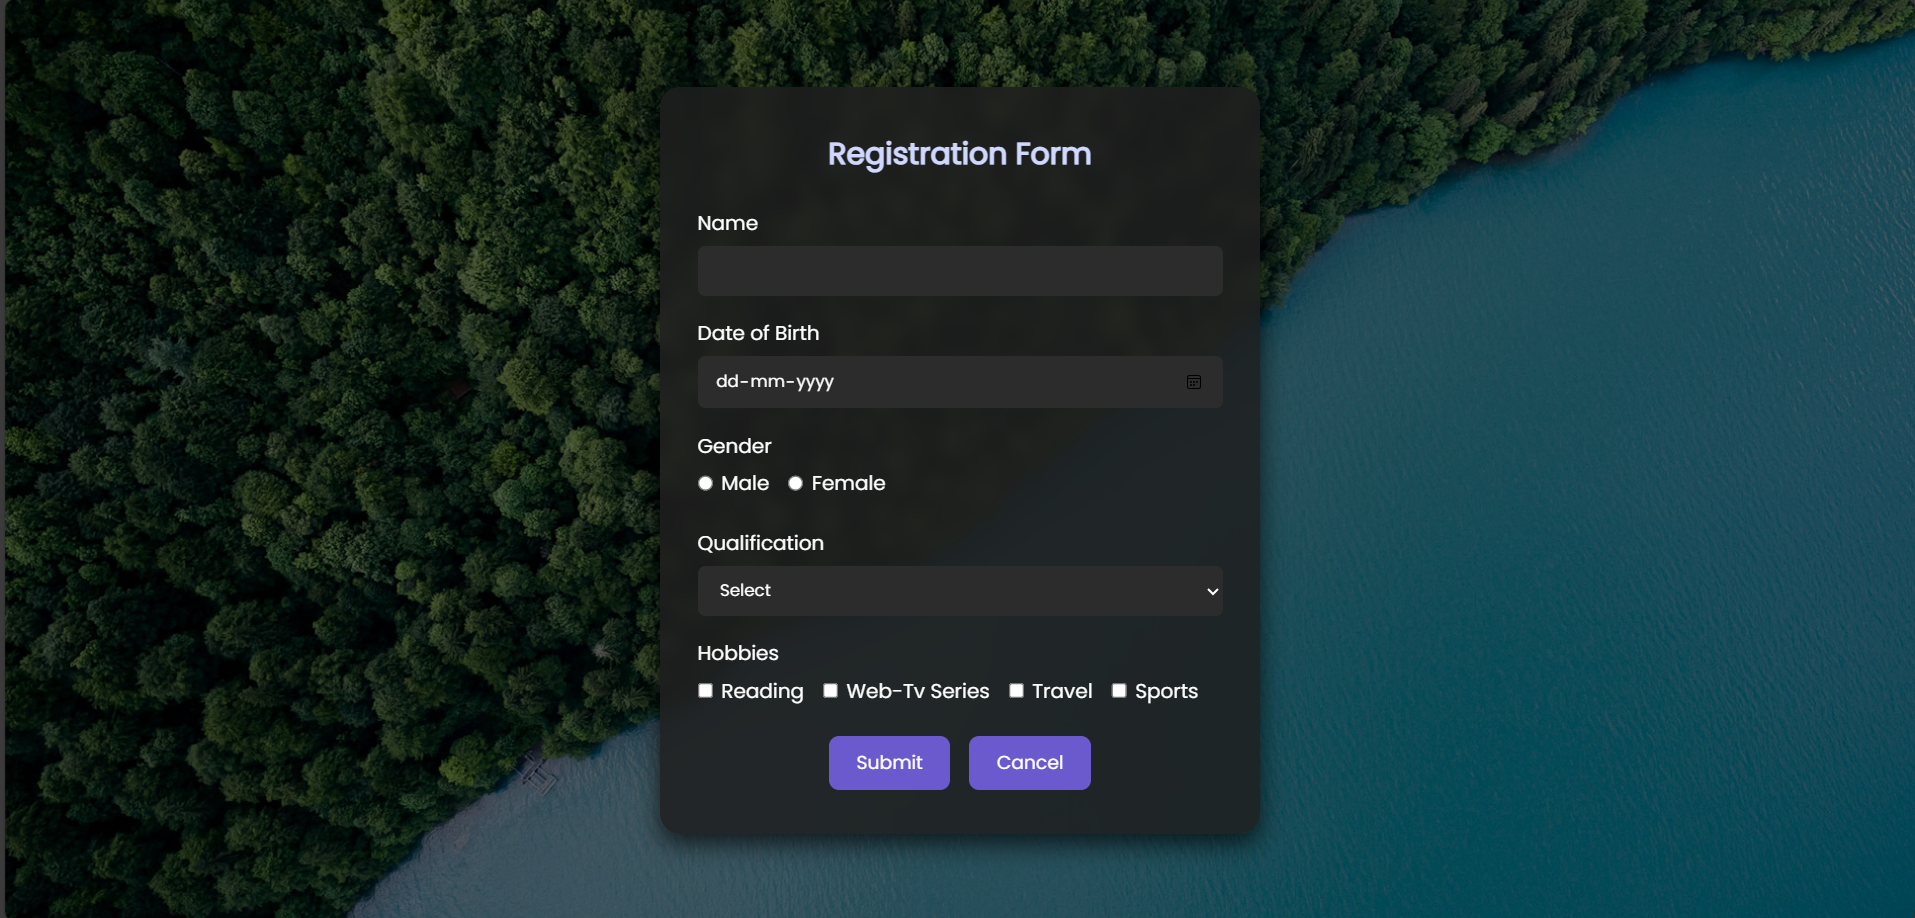 Registration Form
Name
Date of Birth
dd-mm-yyyy
Gender
Male Female
Qualification
Select
Hobbies
Reading Web-Tv Series Travel Sports
Submit Cancel